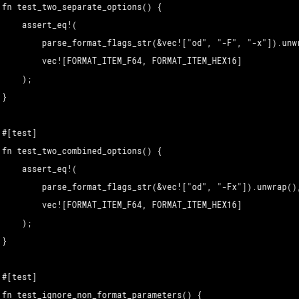 fn test_two_separate_options() {
assert_eq!(
parse_format_flags_str(&vec!["od", "-F", "-x"]).unwr
vec![FORMAT_ITEM_F64, FORMAT_ITEM_HEX16]
);
}
#[test]
fn test_two_combined_options() {
assert_eq!(
parse_format_flags_str(&vec!["od", "-Fx"]).unwrap(),
vec![FORMAT_ITEM_F64, FORMAT_ITEM_HEX16]
);
}
#[test]
fn test_ignore_non_format_parameters() {